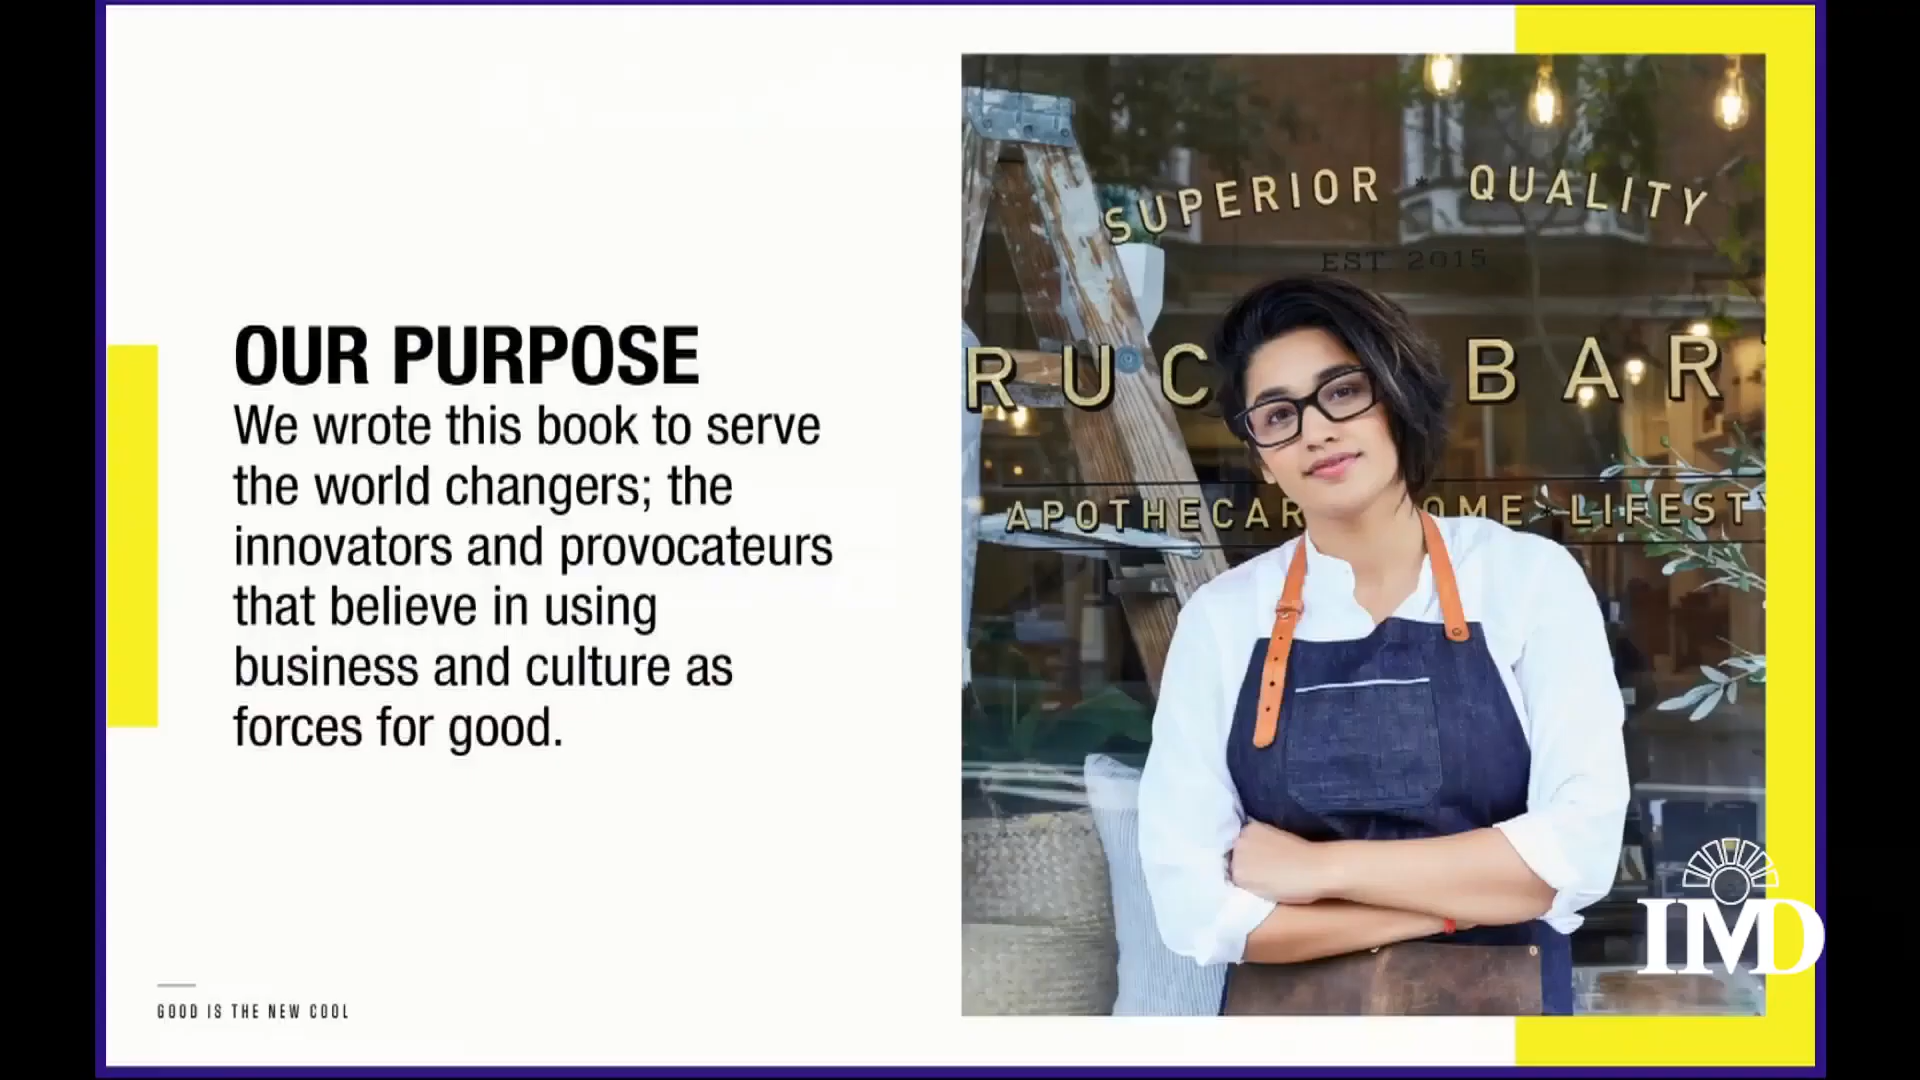 OUR PURPOSE
We wrote this book to serve
the world changers; the
innovators and provocateurs
that believe in using
business and culture as
forces for good.
GOOD IS THE NEW COOL
SUPERIOR * QUALITY
EST 2015
RUC BAR
APOTHECAR OME * LIFEST
IMD